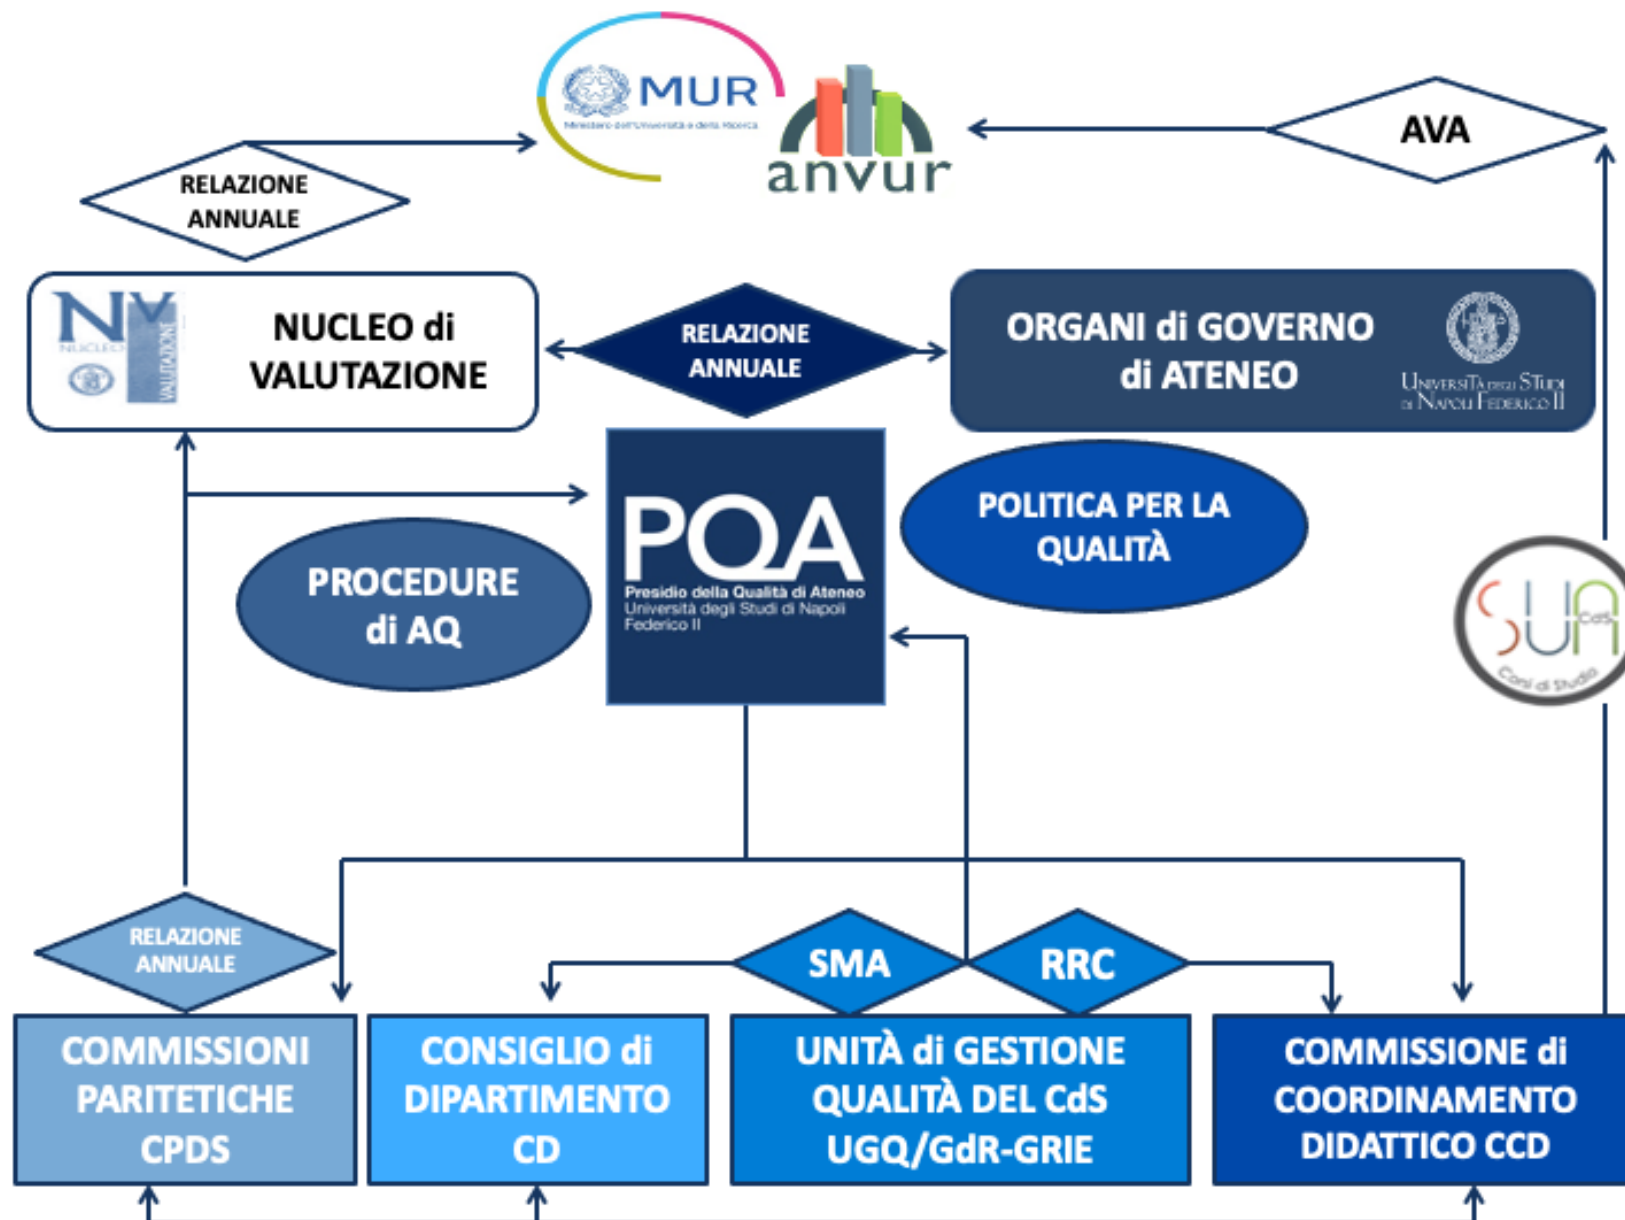 MUR
Ministero dell'Università e della Ricerca
anvur
AVA
RELAZIONE
ANNUALE
NV
NUCLEO
VALUTAZIONE
NUCLEO di
VALUTAZIONE
RELAZIONE
ANNUALE
ORGANI di GOVERNO
di ATENEO
UNIVERSITÀ DEGLI STUDI
DI NAPOLI FEDERICO II
POLITICA PER LA
QUALITÀ
PQA
Presidio della Qualità di Ateneo
Università degli Studi di Napoli
Federico II
PROCEDURE
di AQ
SUA
CdS
Corsi di Studio
RELAZIONE
ANNUALE
SMA
RRC
COMMISSIONI
PARITETICHE
CPDS
CONSIGLIO di
DIPARTIMENTO
CD
UNITÀ di GESTIONE
QUALITÀ DEL CdS
UGQ/GdR-GRIE
COMMISSIONE di
COORDINAMENTO
DIDATTICO CCD